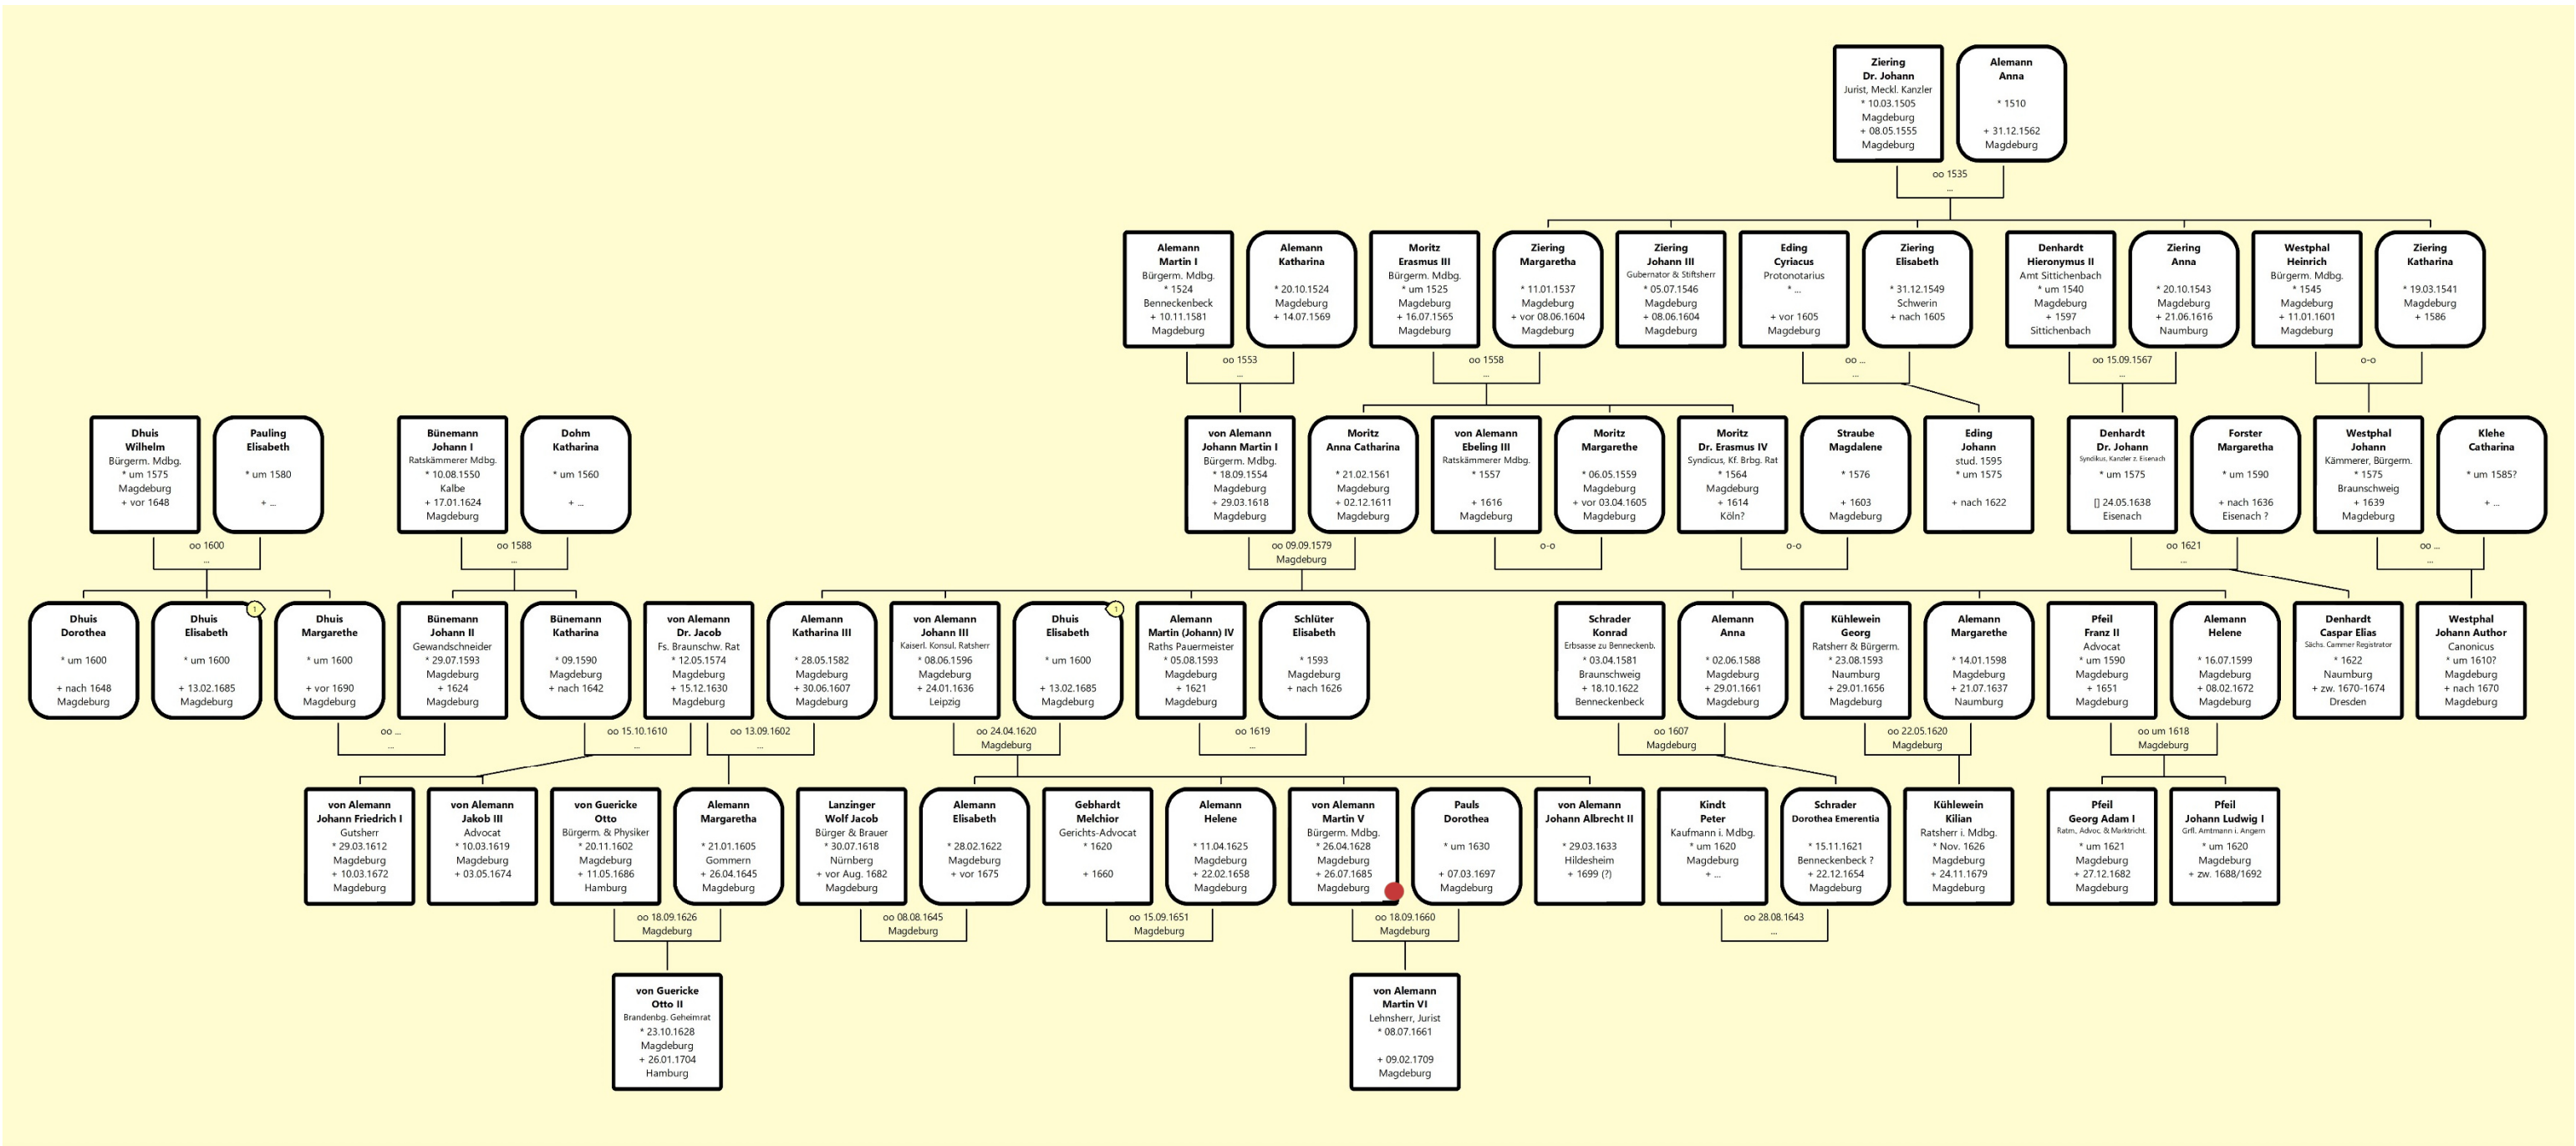 Ziering
Dr. Johann
Jurist, Meckl. Kanzler
* 10.03.1505
Magdeburg
+ 08.05.1555
Magdeburg
Alemann
Anna
* 1510
+ 31.12.1562
Magdeburg
oo 1535
...
Alemann
Martin I
Bürgerm. Mdbg.
* 1524
Benneckenbeck
+ 10.11.1581
Magdeburg
Alemann
Katharina
* 20.10.1524
Magdeburg
+ 14.07.1569
Moritz
Erasmus III
Bürgerm. Mdbg.
* um 1525
Magdeburg
+ 16.07.1565
Magdeburg
Ziering
Margaretha
* 11.01.1537
Magdeburg
+ vor 08.06.1604
Magdeburg
Ziering
Johann III
Gubernator & Stiftsherr
* 05.07.1546
Magdeburg
+ 08.06.1604
Magdeburg
Eding
Cyriacus
Protonotarius
* ...
+ vor 1605
Magdeburg
Ziering
Elisabeth
* 31.12.1549
Schwerin
+ nach 1605
Denhardt
Hieronymus II
Amt Sittichenbach
* um 1540
Magdeburg
+ 1597
Sittichenbach
Ziering
Anna
* 20.10.1543
Magdeburg
+ 21.06.1616
Naumburg
Westphal
Heinrich
Bürgerm. Mdbg.
* 1545
Magdeburg
+ 11.01.1601
Magdeburg
Ziering
Katharina
* 19.03.1541
Magdeburg
+ 1586
oo 1553
...
oo 1558
...
oo ...
...
oo 15.09.1567
...
o-o
Dhuis
Wilhelm
Bürgerm. Mdbg.
* um 1575
Magdeburg
+ vor 1648
Pauling
Elisabeth
* um 1580
+ ...
Bünemann
Johann I
Ratskämmerer Mdbg.
* 10.08.1550
Kalbe
+ 17.01.1624
Magdeburg
Dohm
Katharina
* um 1560
+ ...
von Alemann
Johann Martin I
Bürgerm. Mdbg.
* 18.09.1554
Magdeburg
+ 29.03.1618
Magdeburg
Moritz
Anna Catharina
* 21.02.1561
Magdeburg
+ 02.12.1611
Magdeburg
von Alemann
Ebeling III
Ratskämmerer Mdbg.
* 1557
+ 1616
Magdeburg
Moritz
Margarethe
* 06.05.1559
Magdeburg
+ vor 03.04.1605
Magdeburg
Moritz
Dr. Erasmus IV
Syndicus, Kf. Brbg. Rat
* 1564
Magdeburg
+ 1614
Köln?
Straube
Magdalene
* 1576
+ 1603
Magdeburg
Eding
Johann
stud. 1595
* um 1575
+ nach 1622
Denhardt
Dr. Johann
Syndikus, Kanzler z. Eisenach
* um 1575
[] 24.05.1638
Eisenach
Forster
Margaretha
* um 1590
+ nach 1636
Eisenach ?
Westphal
Johann
Kämmerer, Bürgerm.
* 1575
Braunschweig
+ 1639
Magdeburg
Klehe
Catharina
* um 1585?
+ ...
oo 1600
...
oo 1588
...
oo 09.09.1579
Magdeburg
o-o
o-o
oo 1621
...
oo ...
...
Dhuis
Dorothea
* um 1600
+ nach 1648
Magdeburg
1
Dhuis
Elisabeth
* um 1600
+ 13.02.1685
Magdeburg
Dhuis
Margarethe
* um 1600
+ vor 1690
Magdeburg
Bünemann
Johann II
Gewandschneider
* 29.07.1593
Magdeburg
+ 1624
Magdeburg
Bünemann
Katharina
* 09.1590
Magdeburg
+ nach 1642
von Alemann
Dr. Jacob
Fs. Braunschw. Rat
* 12.05.1574
Magdeburg
+ 15.12.1630
Magdeburg
Alemann
Katharina III
* 28.05.1582
Magdeburg
+ 30.06.1607
Magdeburg
von Alemann
Johann III
Kaiserl. Konsul, Ratsherr
* 08.06.1596
Magdeburg
+ 24.01.1636
Leipzig
1
Dhuis
Elisabeth
* um 1600
+ 13.02.1685
Magdeburg
Alemann
Martin (Johann) IV
Raths Pauermeister
* 05.08.1593
Magdeburg
+ 1621
Magdeburg
Schlüter
Elisabeth
* 1593
Magdeburg
+ nach 1626
Schrader
Konrad
Erbsasse zu Benneckenb.
* 03.04.1581
Braunschweig
+ 18.10.1622
Benneckenbeck
Alemann
Anna
* 02.06.1588
Magdeburg
+ 29.01.1661
Magdeburg
Kühlewein
Georg
Ratsherr & Bürgerm.
* 23.08.1593
Naumburg
+ 29.01.1656
Magdeburg
Alemann
Margarethe
* 14.01.1598
Magdeburg
+ 21.07.1637
Naumburg
Pfeil
Franz II
Advocat
* um 1590
Magdeburg
+ 1651
Magdeburg
Alemann
Helene
* 16.07.1599
Magdeburg
+ 08.02.1672
Magdeburg
Denhardt
Caspar Elias
Sächs. Cammer Registrator
* 1622
Naumburg
+ zw. 1670-1674
Dresden
Westphal
Johann Author
Canonicus
* um 1610?
Magdeburg
+ nach 1670
Magdeburg
oo ...
...
oo 15.10.1610
...
oo 13.09.1602
...
oo 24.04.1620
Magdeburg
oo 1619
...
oo 1607
Magdeburg
oo 22.05.1620
Magdeburg
oo um 1618
Magdeburg
von Alemann
Johann Friedrich I
Gutsherr
* 29.03.1612
Magdeburg
+ 10.03.1672
Magdeburg
von Alemann
Jakob III
Advocat
* 10.03.1619
Magdeburg
+ 03.05.1674
von Guericke
Otto
Bürgerm. & Physiker
* 20.11.1602
Magdeburg
+ 11.05.1686
Hamburg
Alemann
Margaretha
* 21.01.1605
Gommern
+ 26.04.1645
Magdeburg
Lanzinger
Wolf Jacob
Bürger & Brauer
* 30.07.1618
Nürnberg
+ vor Aug. 1682
Magdeburg
Alemann
Elisabeth
* 28.02.1622
Magdeburg
+ vor 1675
Gebhardt
Melchior
Gerichts-Advocat
* 1620
+ 1660
Alemann
Helene
* 11.04.1625
Magdeburg
+ 22.02.1658
Magdeburg
von Alemann
Martin V
Bürgerm. Mdbg.
* 26.04.1628
Magdeburg
+ 26.07.1685
Magdeburg
Pauls
Dorothea
* um 1630
+ 07.03.1697
Magdeburg
von Alemann
Johann Albrecht II
* 29.03.1633
Hildesheim
+ 1699 (?)
Kindt
Peter
Kaufmann i. Mdbg.
* um 1620
Magdeburg
+ ...
Schrader
Dorothea Emerentia
* 15.11.1621
Benneckenbeck ?
+ 22.12.1654
Magdeburg
Kühlewein
Kilian
Ratsherr i. Mdbg.
* Nov. 1626
Magdeburg
+ 24.11.1679
Magdeburg
Pfeil
Georg Adam I
Ratm., Advoc. & Marktricht.
* um 1621
Magdeburg
+ 27.12.1682
Magdeburg
Pfeil
Johann Ludwig I
Grfl. Amtmann i. Angern
* um 1620
Magdeburg
+ zw. 1688/1692
oo 18.09.1626
Magdeburg
oo 08.08.1645
Magdeburg
oo 15.09.1651
Magdeburg
oo 18.09.1660
Magdeburg
oo 28.08.1643
...
von Guericke
Otto II
Brandenbg. Geheimrat
* 23.10.1628
Magdeburg
+ 26.01.1704
Hamburg
von Alemann
Martin VI
Lehnsherr, Jurist
* 08.07.1661
+ 09.02.1709
Magdeburg